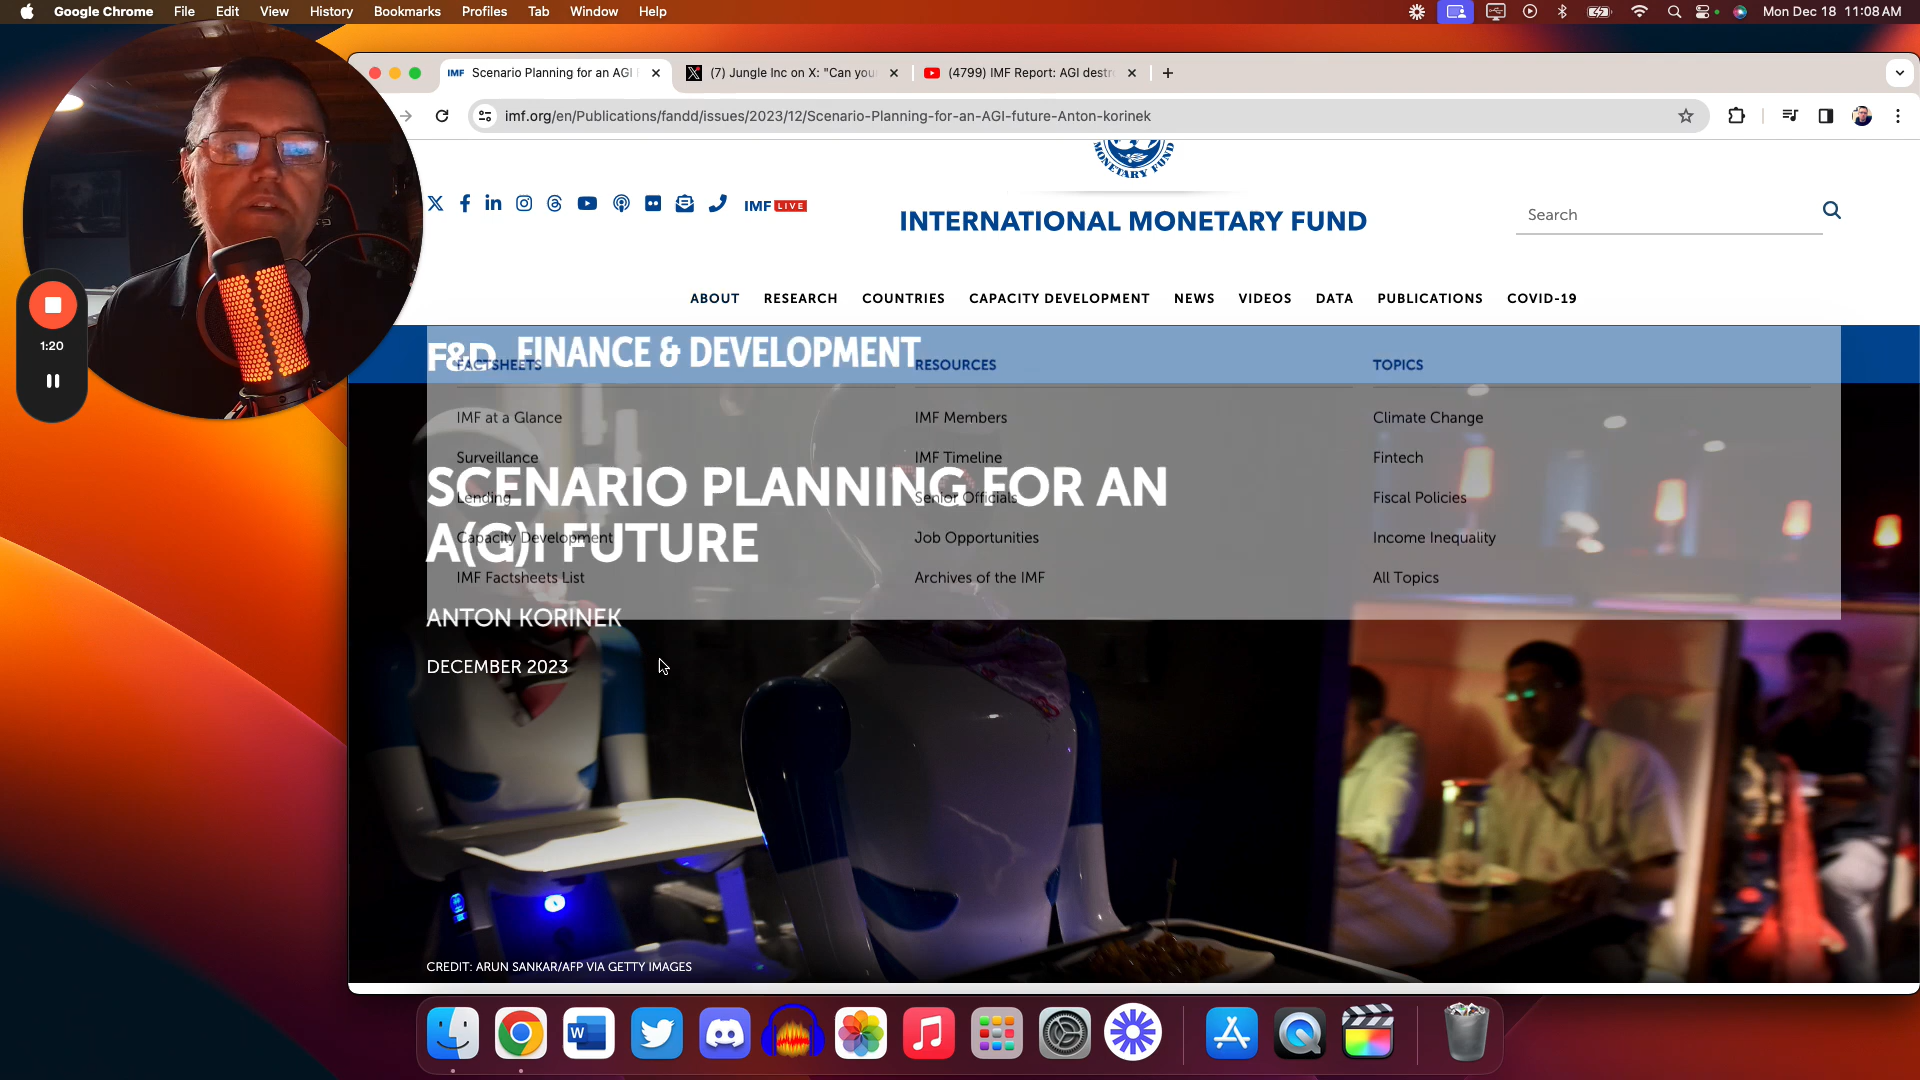 Google Chrome File Edit View History Bookmarks Profiles Tab Window Help
Mon Dec 18 11:08 AM
IMF Scenario Planning for an AGI
(7) Jungle Inc on X: "Can you
(4799) IMF Report: AGI destr
imf.org/en/Publications/fandd/issues/2023/12/Scenario-Planning-for-an-AGI-future-Anton-korinek
MONETARY FUND
IMF LIVE
INTERNATIONAL MONETARY FUND
Search
ABOUT RESEARCH COUNTRIES CAPACITY DEVELOPMENT NEWS VIDEOS DATA PUBLICATIONS COVID-19
1:20
F&D FINANCE & DEVELOPMENT
FACTSHEETS RESOURCES TOPICS
IMF at a Glance IMF Members Climate Change
Surveillance IMF Timeline Fintech
SCENARIO PLANNING FOR AN
Lending Senior Officials Fiscal Policies
A(G)I FUTURE
Capacity Development Job Opportunities Income Inequality
IMF Factsheets List Archives of the IMF All Topics
ANTON KORINEK
DECEMBER 2023
CREDIT: ARUN SANKAR/AFP VIA GETTY IMAGES
W